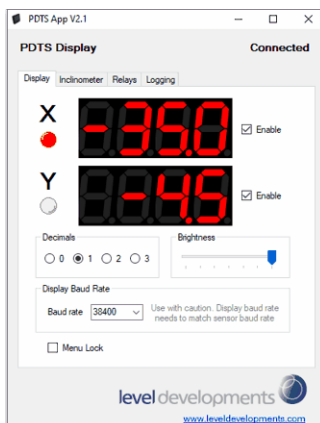 PDTS App V2.1
PDTS Display
Connected
Display Inclinometer Relays Logging
X
-35.0
Enable
Y
-4.5
Enable
Decimals
0 1 2 3
Brightness
Display Baud Rate
Baud rate 38400
Use with caution. Display baud rate
needs to match sensor baud rate
Menu Lock
level developments
www.leveldevelopments.com